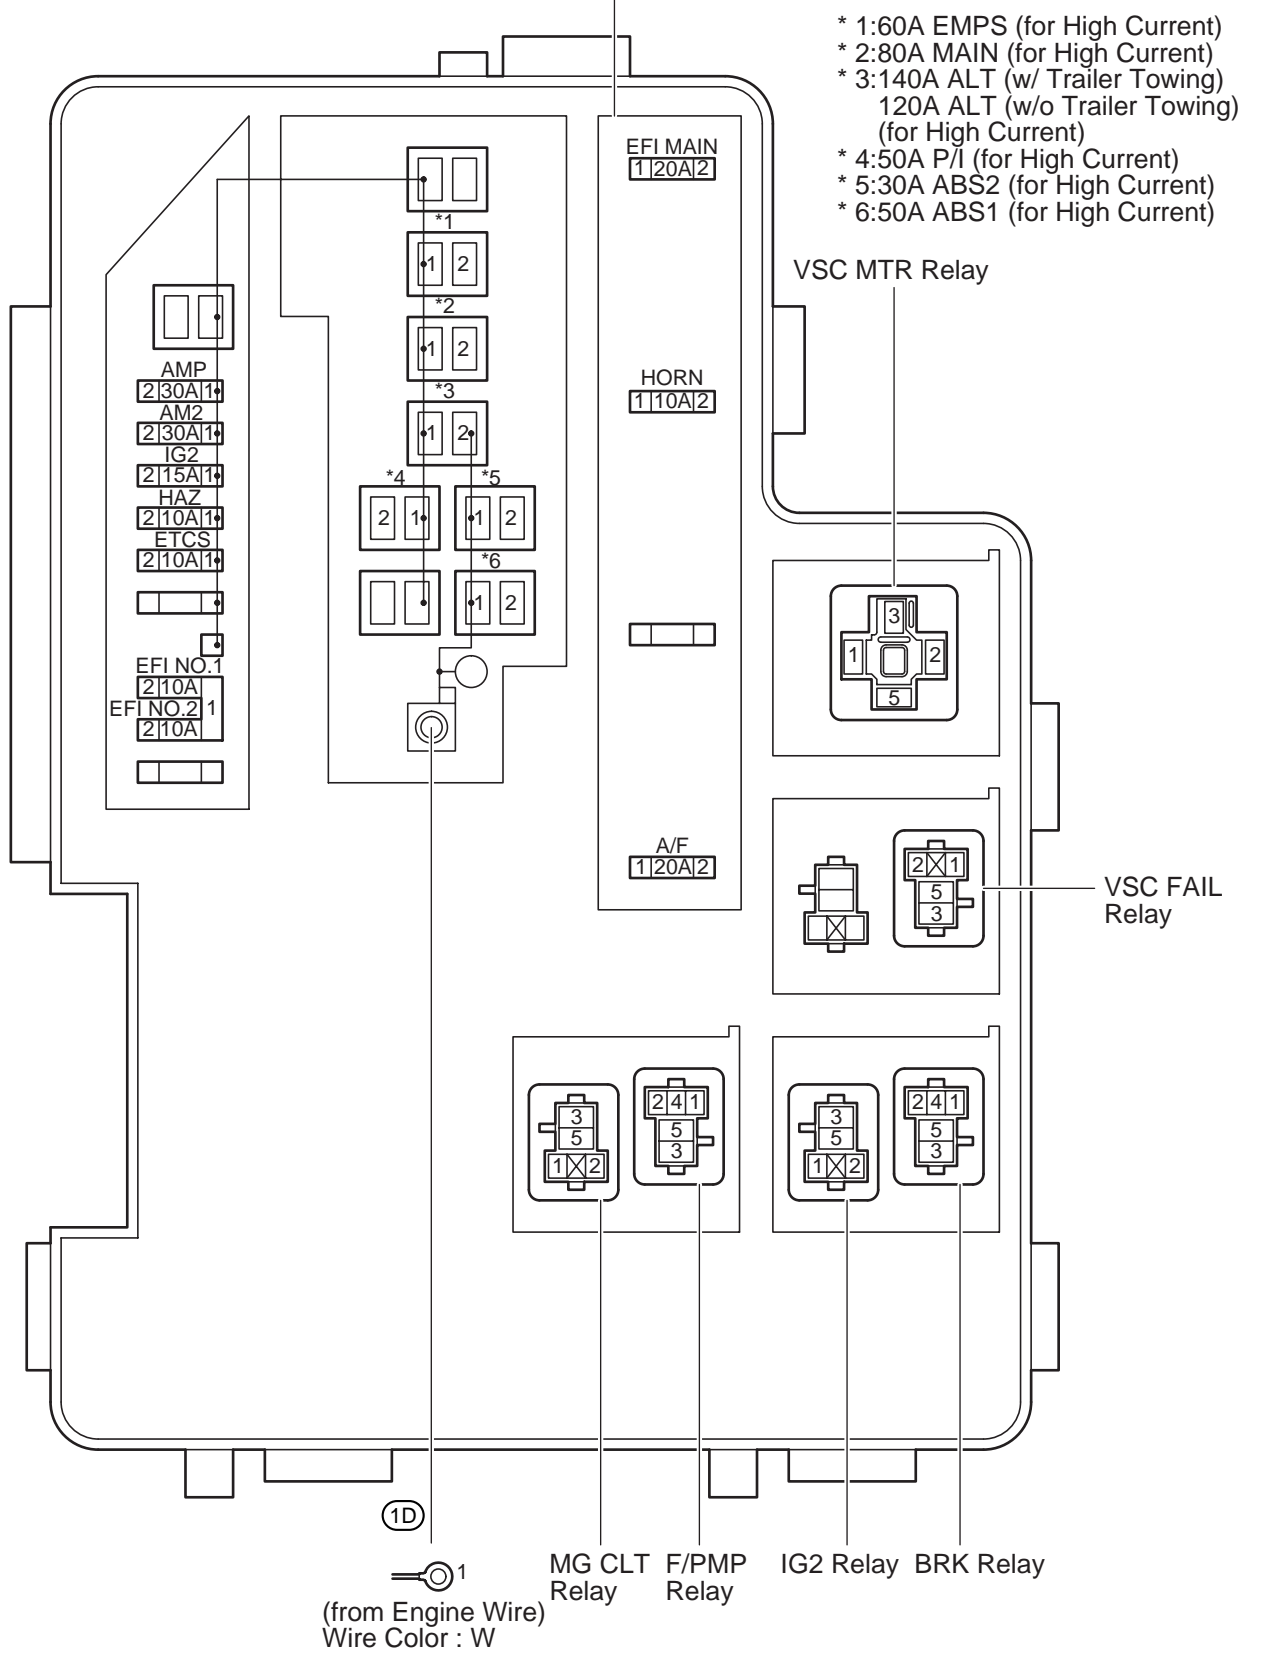 * 1:60A EMPS (for High Current)
* 2:80A MAIN (for High Current)
* 3:140A ALT (w/ Trailer Towing)
120A ALT (w/o Trailer Towing)
(for High Current)
* 4:50A P/I (for High Current)
* 5:30A ABS2 (for High Current)
* 6:50A ABS1 (for High Current)
EFI MAIN
1 20A 2
*1
1 2
*2
1 2
*3
1 2
*4
2 1
*5
1 2
*6
1 2
AMP
2 30A 1
AM2
2 30A 1
IG2
2 15A 1
HAZ
2 10A 1
ETCS
2 10A 1
EFI NO.1
2 10A
EFI NO.2 1
2 10A
HORN
1 10A 2
A/F
1 20A 2
VSC MTR Relay
3
1 2
5
VSC FAIL
Relay
2 1
5
3
3
5
1 2
2 4 1
5
3
3
5
1 2
2 4 1
5
3
MG CLT
Relay
F/PMP
Relay
IG2 Relay
BRK Relay
1D
1
(from Engine Wire)
Wire Color : W